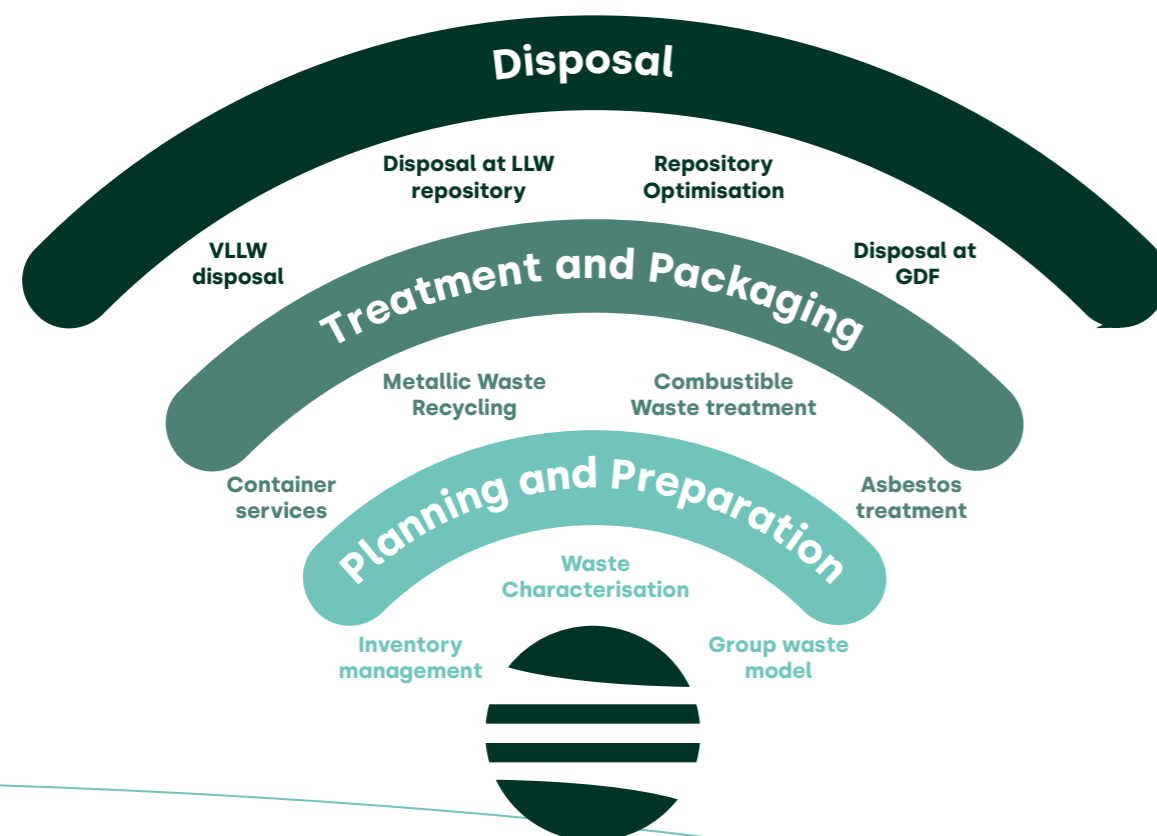 Disposal
Disposal at LLW
repository
Repository
Optimisation
VLLW
disposal
Disposal at
GDF
Treatment and Packaging
Metallic Waste
Recycling
Combustible
Waste treatment
Container
services
Asbestos
treatment
Planning and Preparation
Waste
Characterisation
Inventory
management
Group waste
model